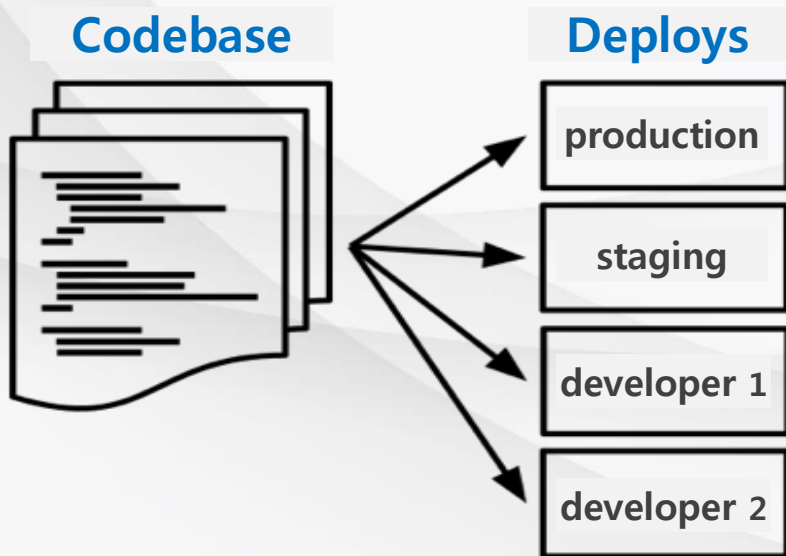 Codebase
Deploys
production
staging
developer 1
developer 2